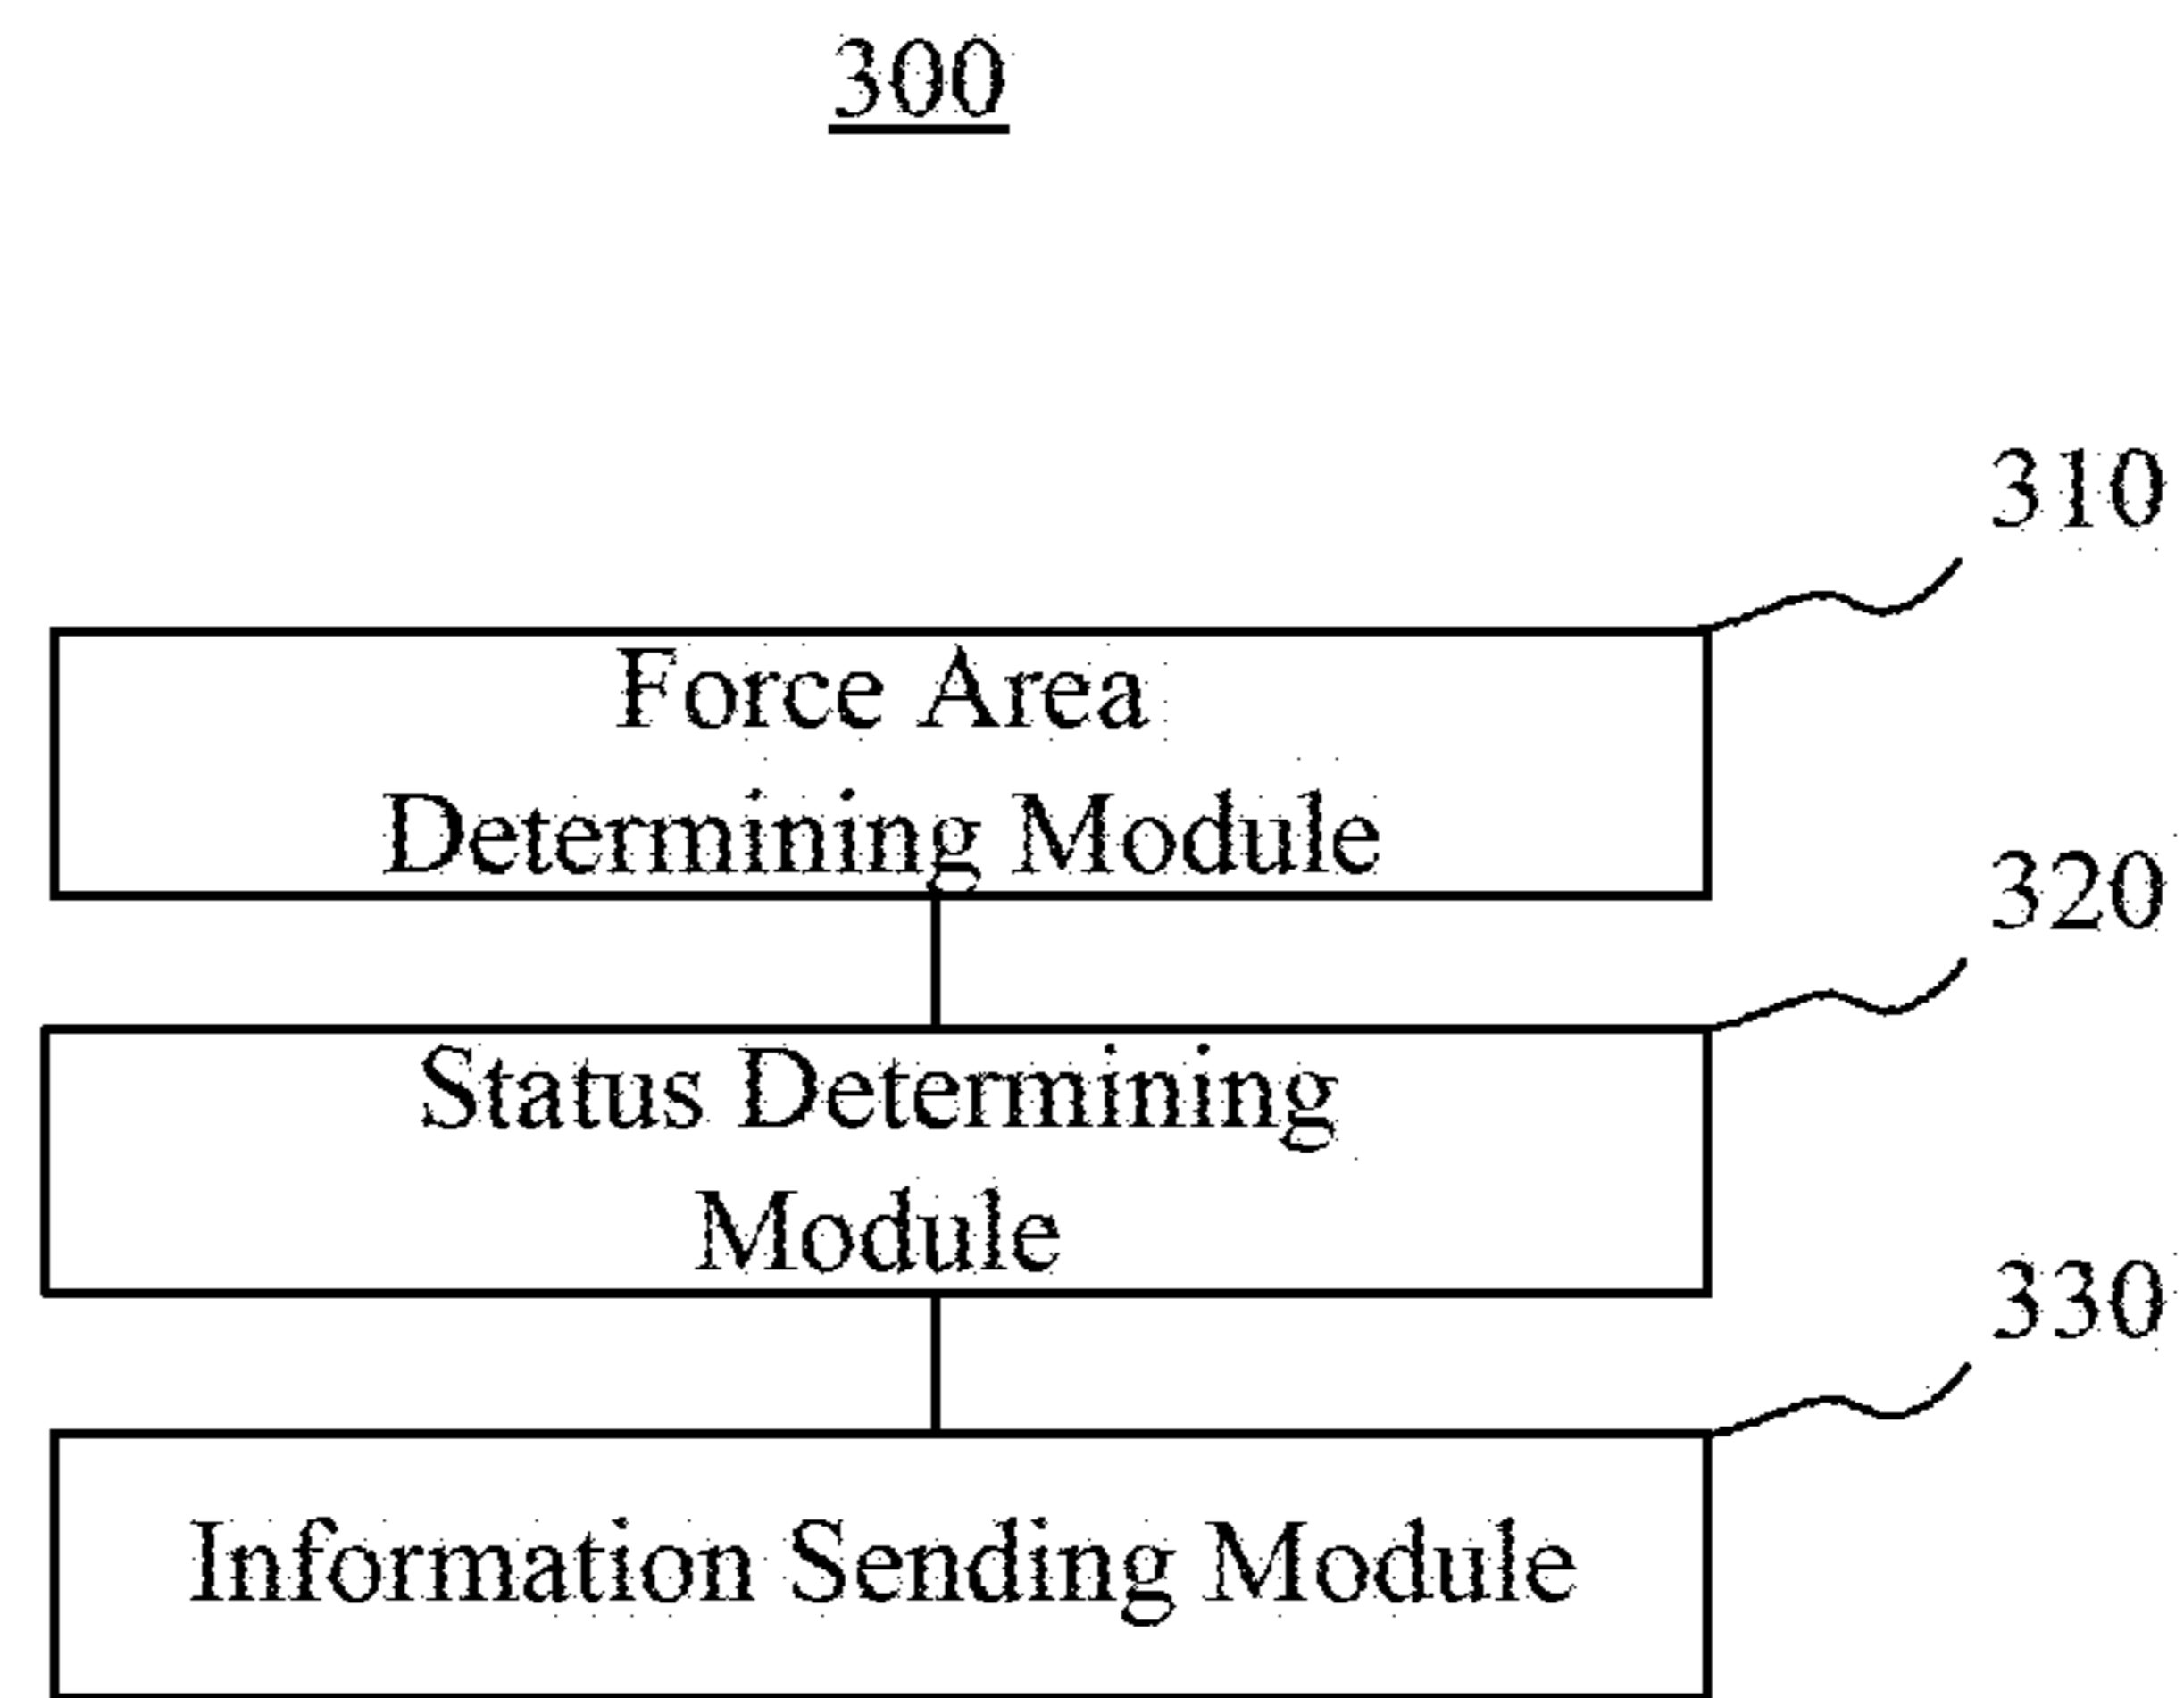 300
310
Force Area
Determining Module
320
Status Determining
Module
330
Information Sending Module